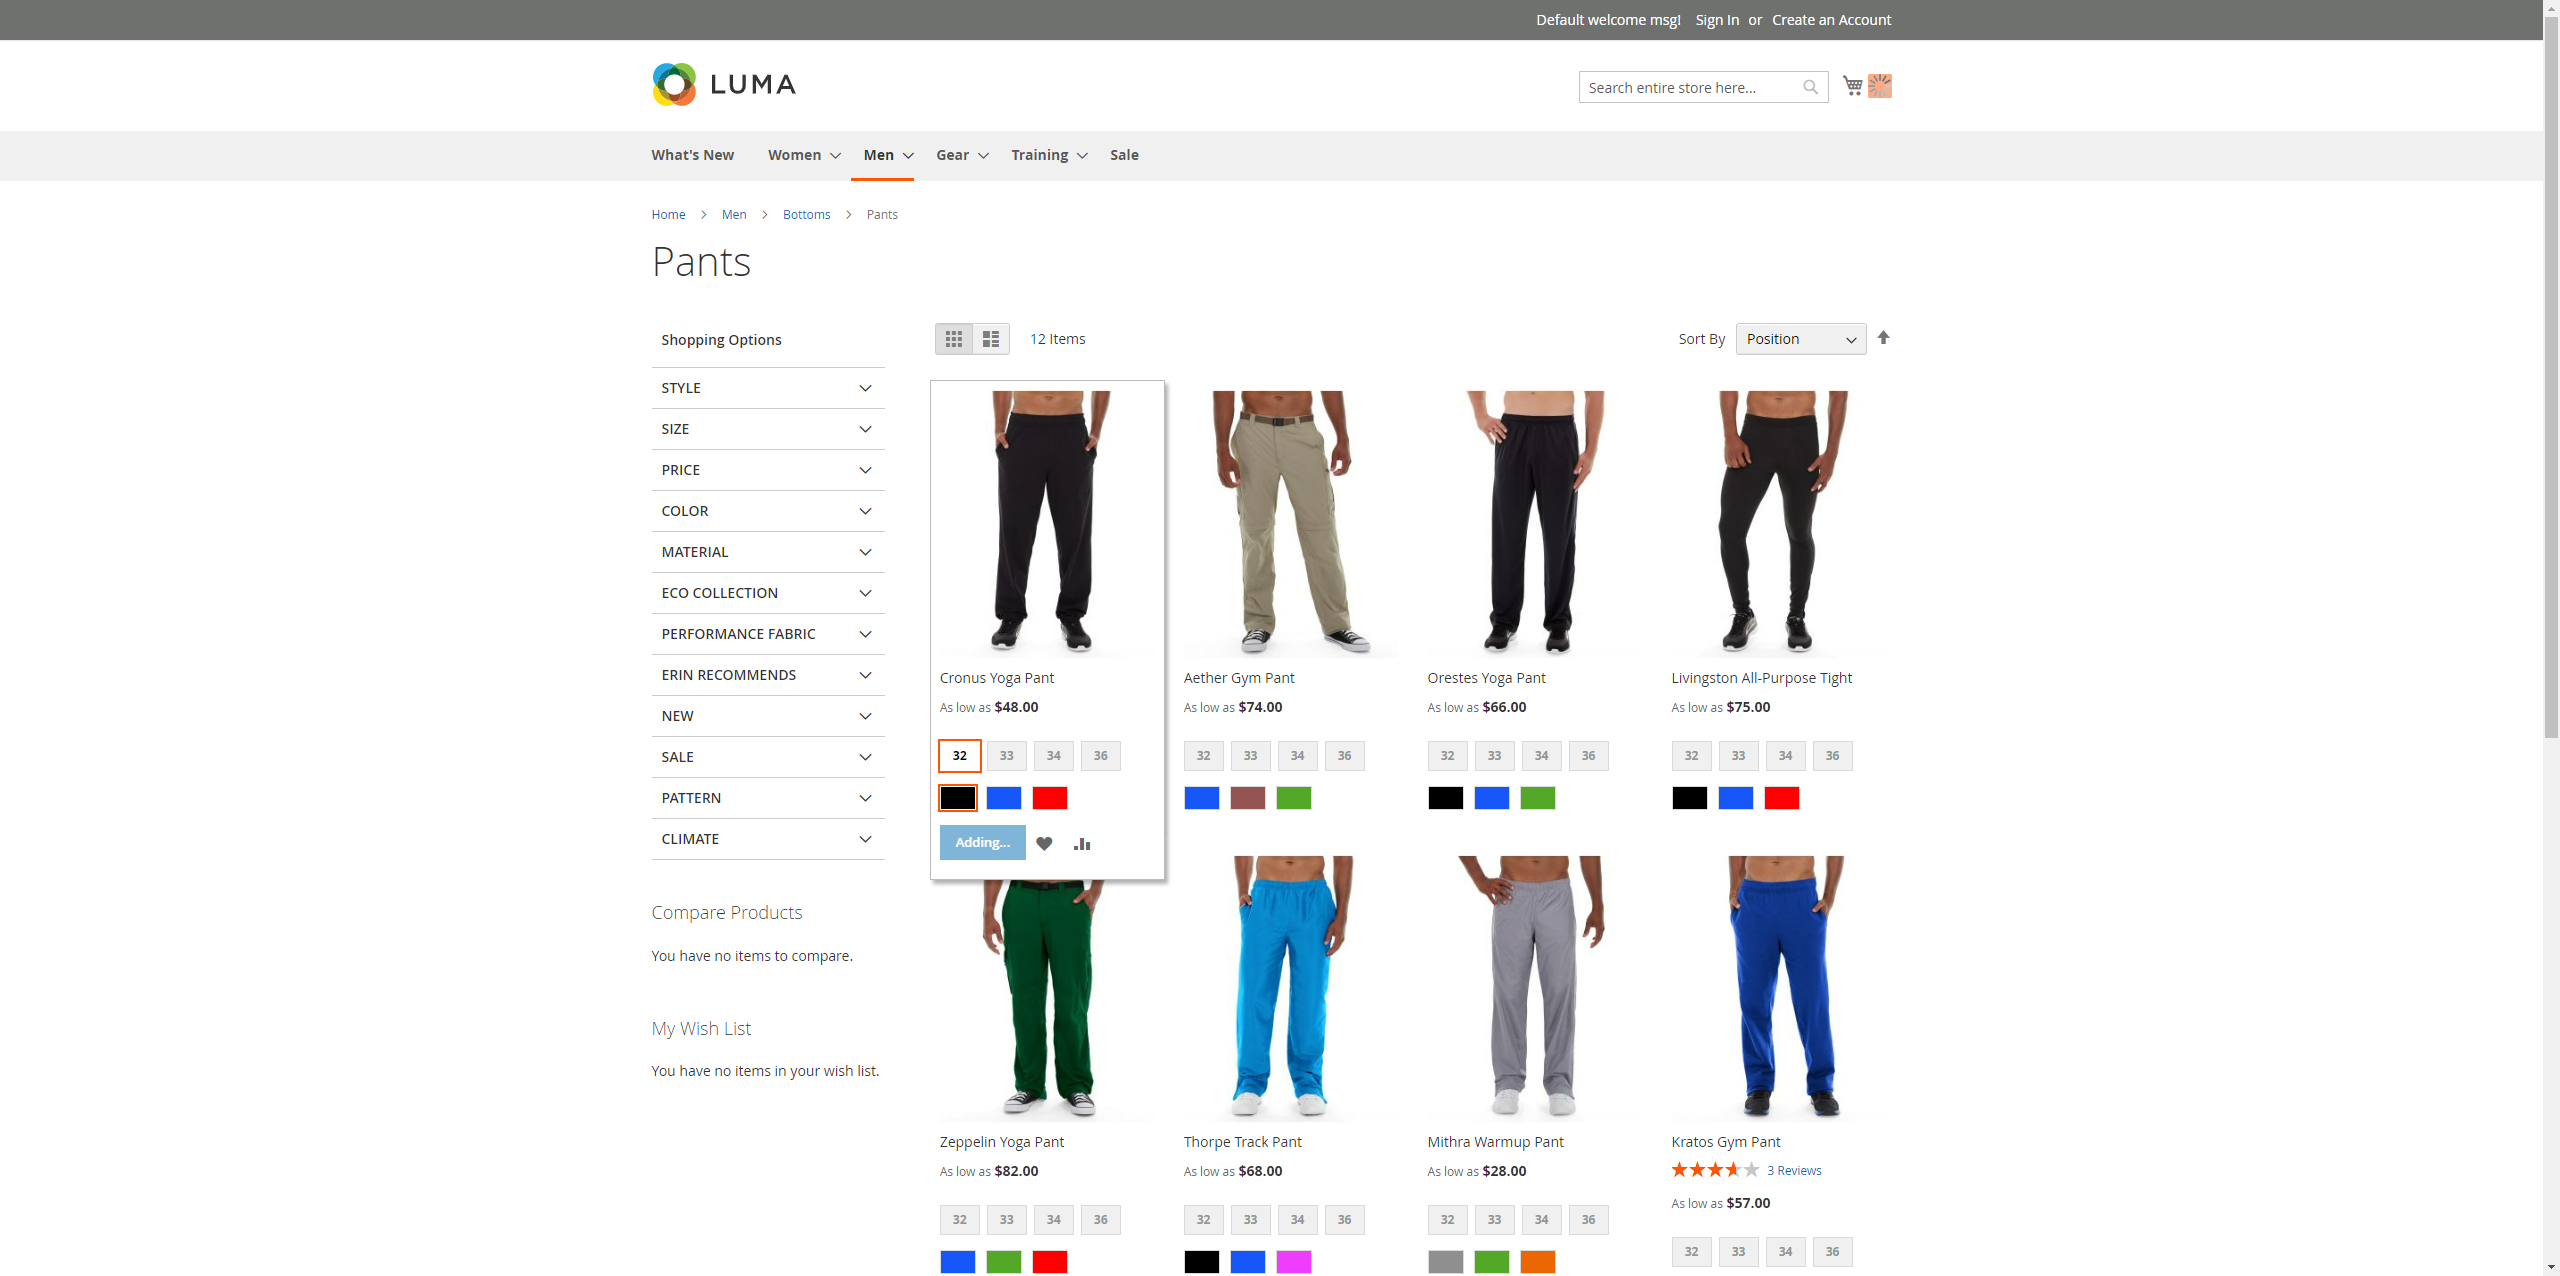 Default welcome msg! Sign In or Create an Account
LUMA
Search entire store here...
What's New Women Men Gear Training Sale
Home Men Bottoms Pants
Pants
Shopping Options
STYLE
SIZE
PRICE
COLOR
MATERIAL
ECO COLLECTION
PERFORMANCE FABRIC
ERIN RECOMMENDS
NEW
SALE
PATTERN
CLIMATE
Compare Products
You have no items to compare.
My Wish List
You have no items in your wish list.
12 Items
Sort By Position
Cronus Yoga Pant
As low as $48.00
32 33 34 36
Adding...
Aether Gym Pant
As low as $74.00
32 33 34 36
Orestes Yoga Pant
As low as $66.00
32 33 34 36
Livingston All-Purpose Tight
As low as $75.00
32 33 34 36
Zeppelin Yoga Pant
As low as $82.00
32 33 34 36
Thorpe Track Pant
As low as $68.00
32 33 34 36
Mithra Warmup Pant
As low as $28.00
32 33 34 36
Kratos Gym Pant
3 Reviews
As low as $57.00
32 33 34 36